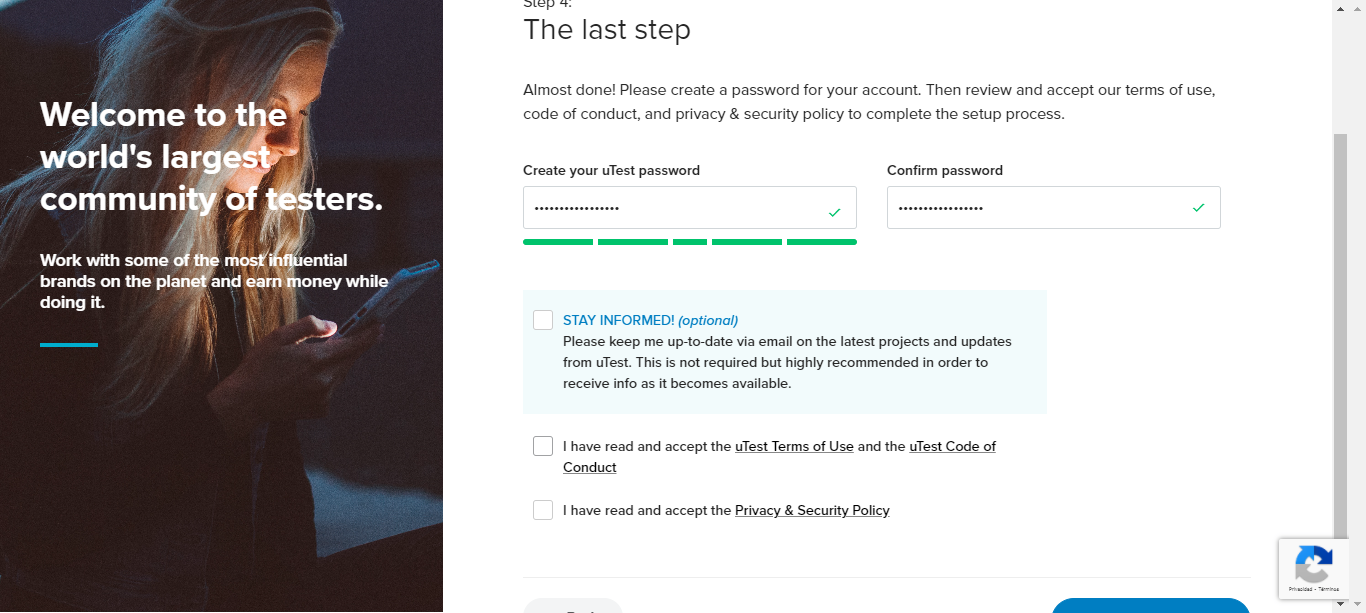 Step 4:
The last step
Welcome to the
world's largest
community of testers.
Work with some of the most influential
brands on the planet and earn money while
doing it.
Almost done! Please create a password for your account. Then review and accept our terms of use,
code of conduct, and privacy & security policy to complete the setup process.
Create your uTest password
Confirm password
STAY INFORMED! (optional)
Please keep me up-to-date via email on the latest projects and updates
from uTest. This is not required but highly recommended in order to
receive info as it becomes available.
I have read and accept the uTest Terms of Use and the uTest Code of
Conduct
I have read and accept the Privacy & Security Policy
Privacidad - Términos